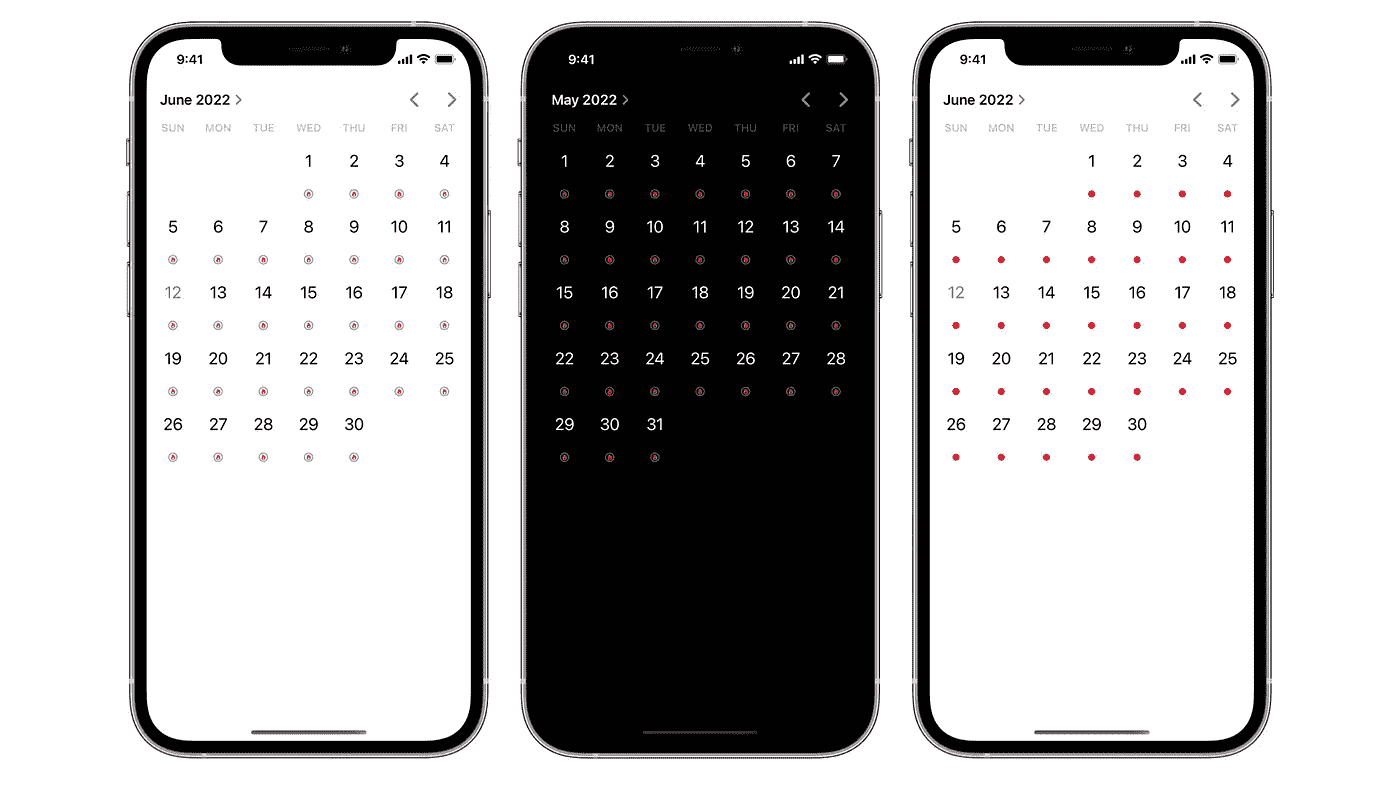 9:41
June 2022
SUN MON TUE WED THU FRI SAT
1 2 3 4
5 6 7 8 9 10 11
12 13 14 15 16 17 18
19 20 21 22 23 24 25
26 27 28 29 30
9:41
May 2022
SUN MON TUE WED THU FRI SAT
1 2 3 4 5 6 7
8 9 10 11 12 13 14
15 16 17 18 19 20 21
22 23 24 25 26 27 28
29 30 31
9:41
June 2022
SUN MON TUE WED THU FRI SAT
1 2 3 4
5 6 7 8 9 10 11
12 13 14 15 16 17 18
19 20 21 22 23 24 25
26 27 28 29 30